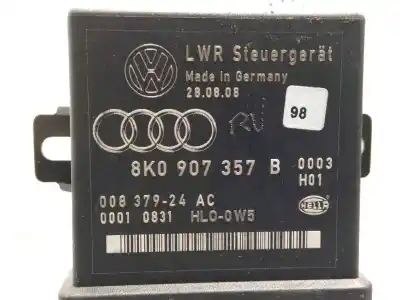 LWR Steuergerät
Made in Germany
28.08.08
98
8K0 907 357 B 0003
H01
008 379-24 AC
0001 0831 HLO-0W5
HELLA